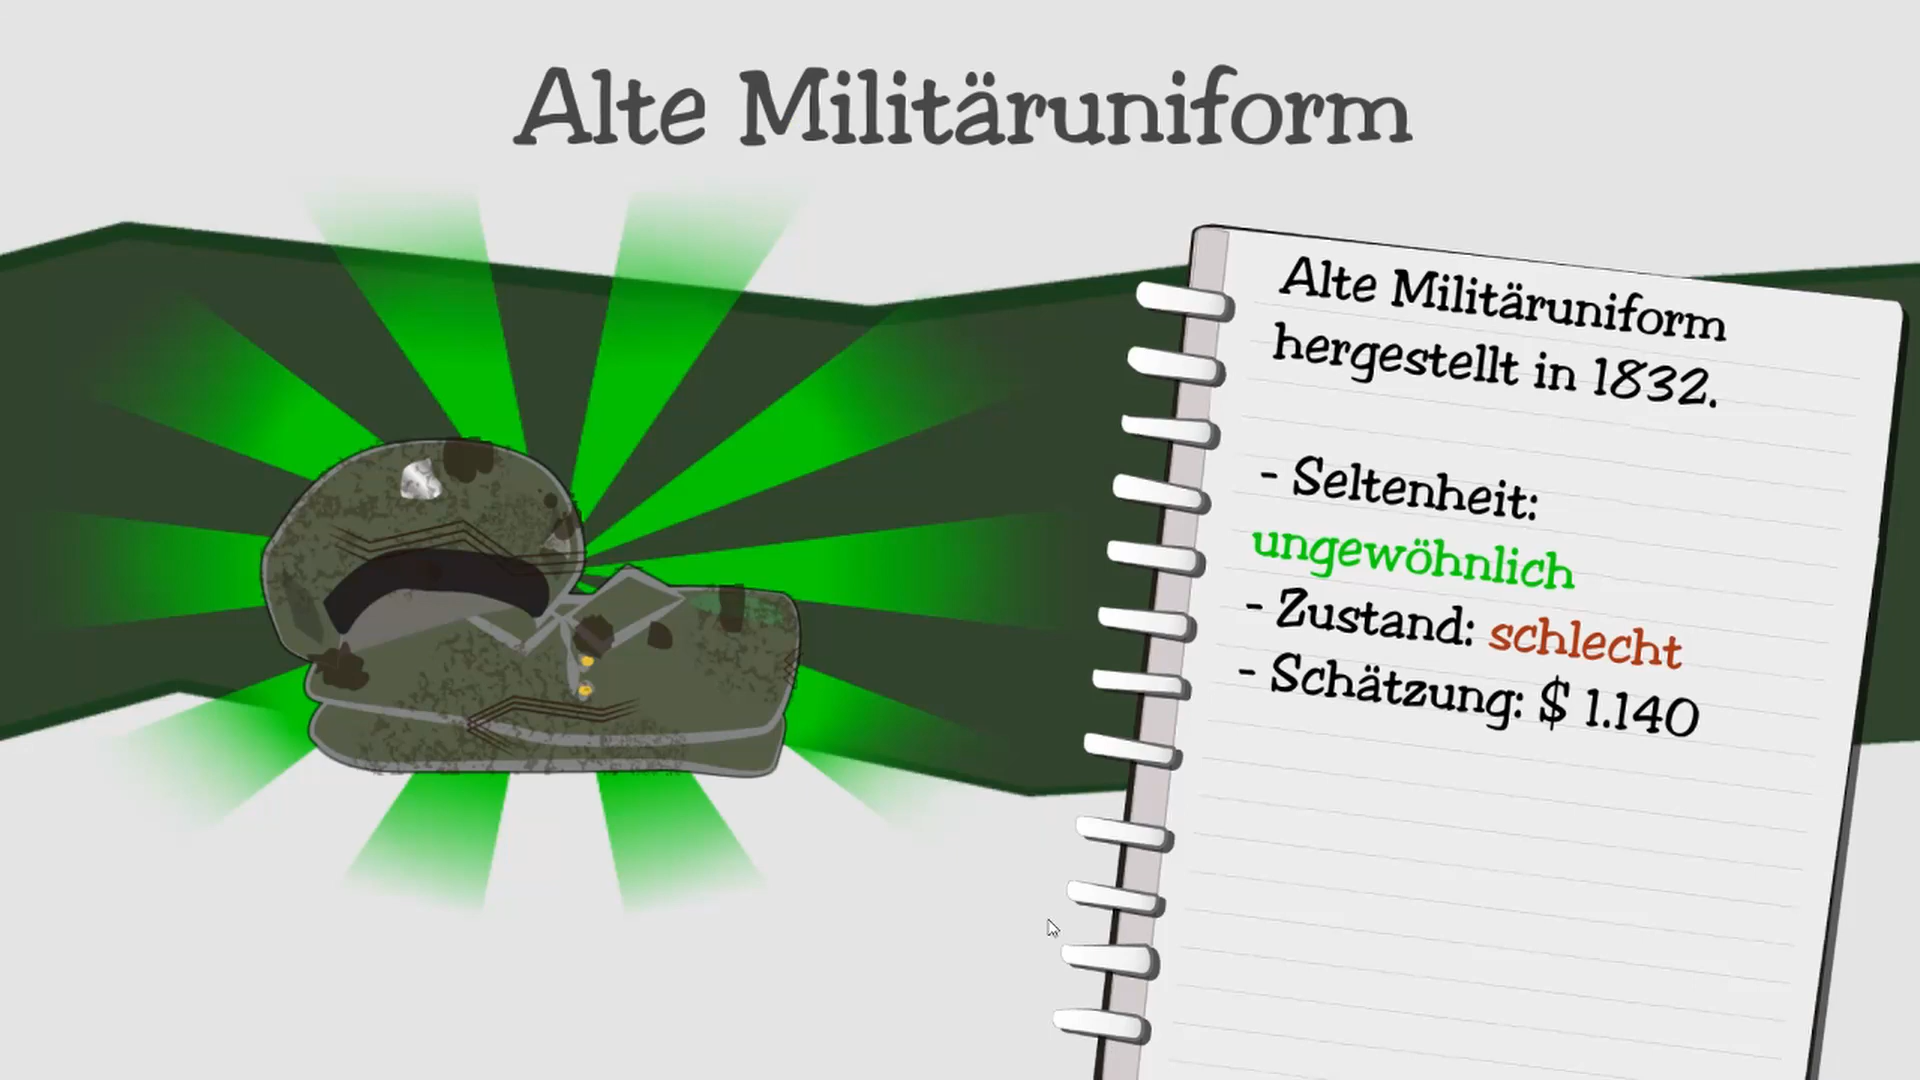 Alte Militäruniform
Alte Militäruniform
hergestellt in 1832.
- Seltenheit:
ungewöhnlich
- Zustand: schlecht
- Schätzung: $ 1.140